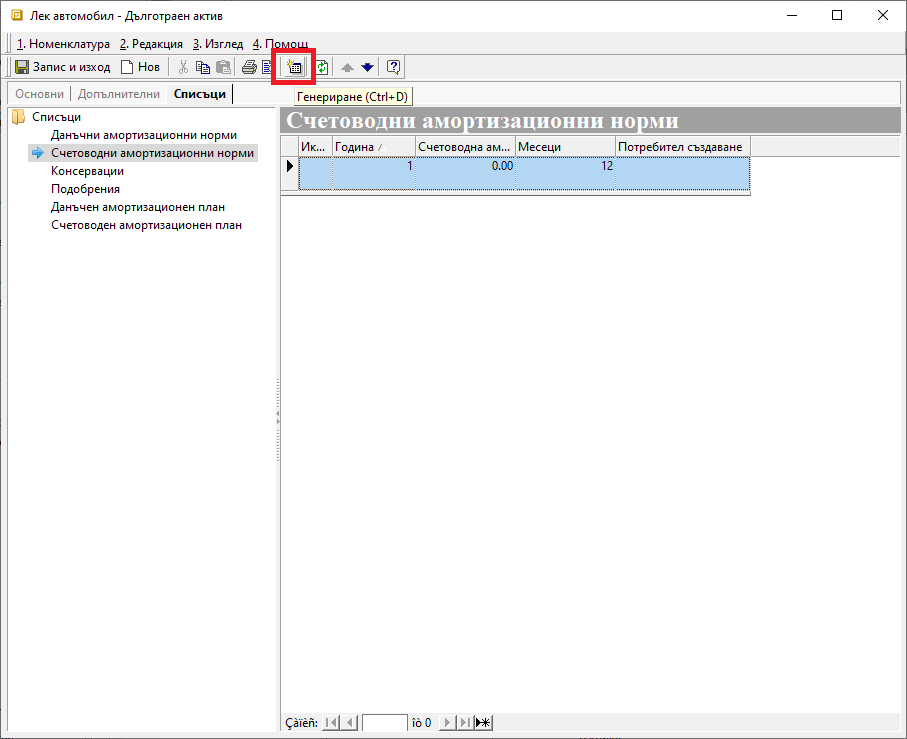 Лек автомобил - Дълготраен актив
1. Номенклатура 2. Редакция 3. Изглед 4. Помощ
Запис и изход Нов
Генериране (Ctrl+D)
Основни Допълнителни Списъци
Списъци
Данъчни амортизационни норми
Счетоводни амортизационни норми
Консервации
Подобрения
Данъчен амортизационен план
Счетоводен амортизационен план
Счетоводни амортизационни норми
Ик... Година Счетоводна ам... Месеци Потребител създаване
1 0.00 12
Çàïèñ: îò 0